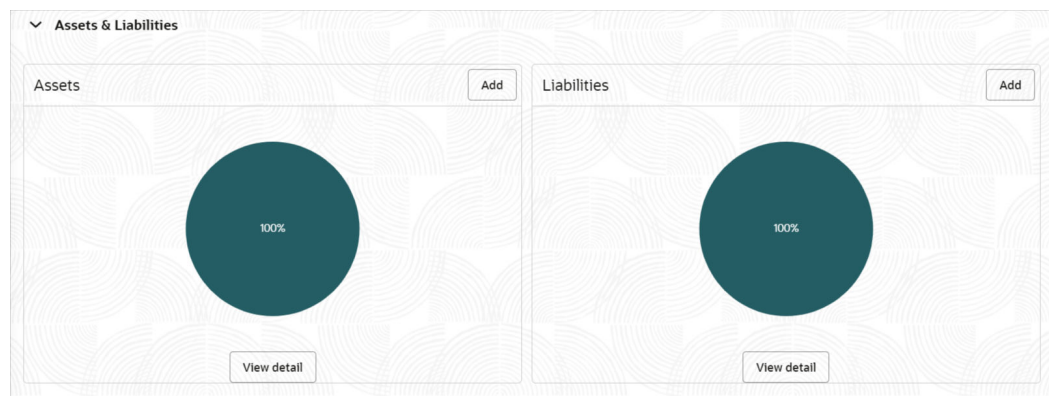 Assets & Liabilities
Assets
Add
100%
View detail
Liabilities
Add
100%
View detail